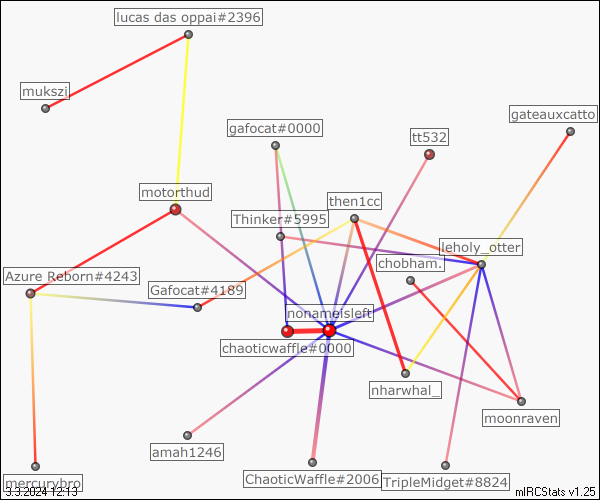 lucas das oppai#2396
mukszi
gateauxcatto
gafocat#0000
tt532
motorthud
then1cc
Thinker#5995
leholy_otter
chobham.
Azure Reborn#4243
Gafocat#4189
nonameisleft
chaoticwaffle#0000
nharwhal_
moonraven
amah1246
ChaoticWaffle#2006
TripleMidget#8824
mercurybro
3.3.2024 12:13
mIRCStats v1.25